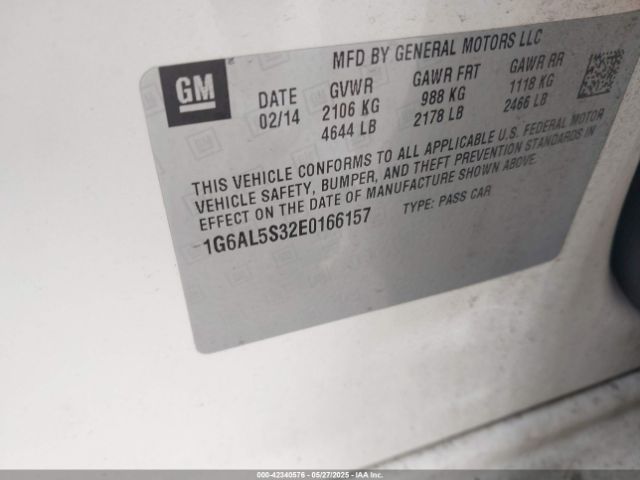 GM
MFD BY GENERAL MOTORS LLC
DATE GVWR GAWR FRT GAWR RR
02/14 2106 KG 988 KG 1118 KG
4644 LB 2178 LB 2466 LB
THIS VEHICLE CONFORMS TO ALL APPLICABLE U.S. FEDERAL MOTOR
VEHICLE SAFETY, BUMPER, AND THEFT PREVENTION STANDARDS IN
EFFECT ON THE DATE OF MANUFACTURE SHOWN ABOVE.
1G6AL5S32E0166157 TYPE: PASS CAR
000-42340576 - 05/27/2025 - IAA Inc.